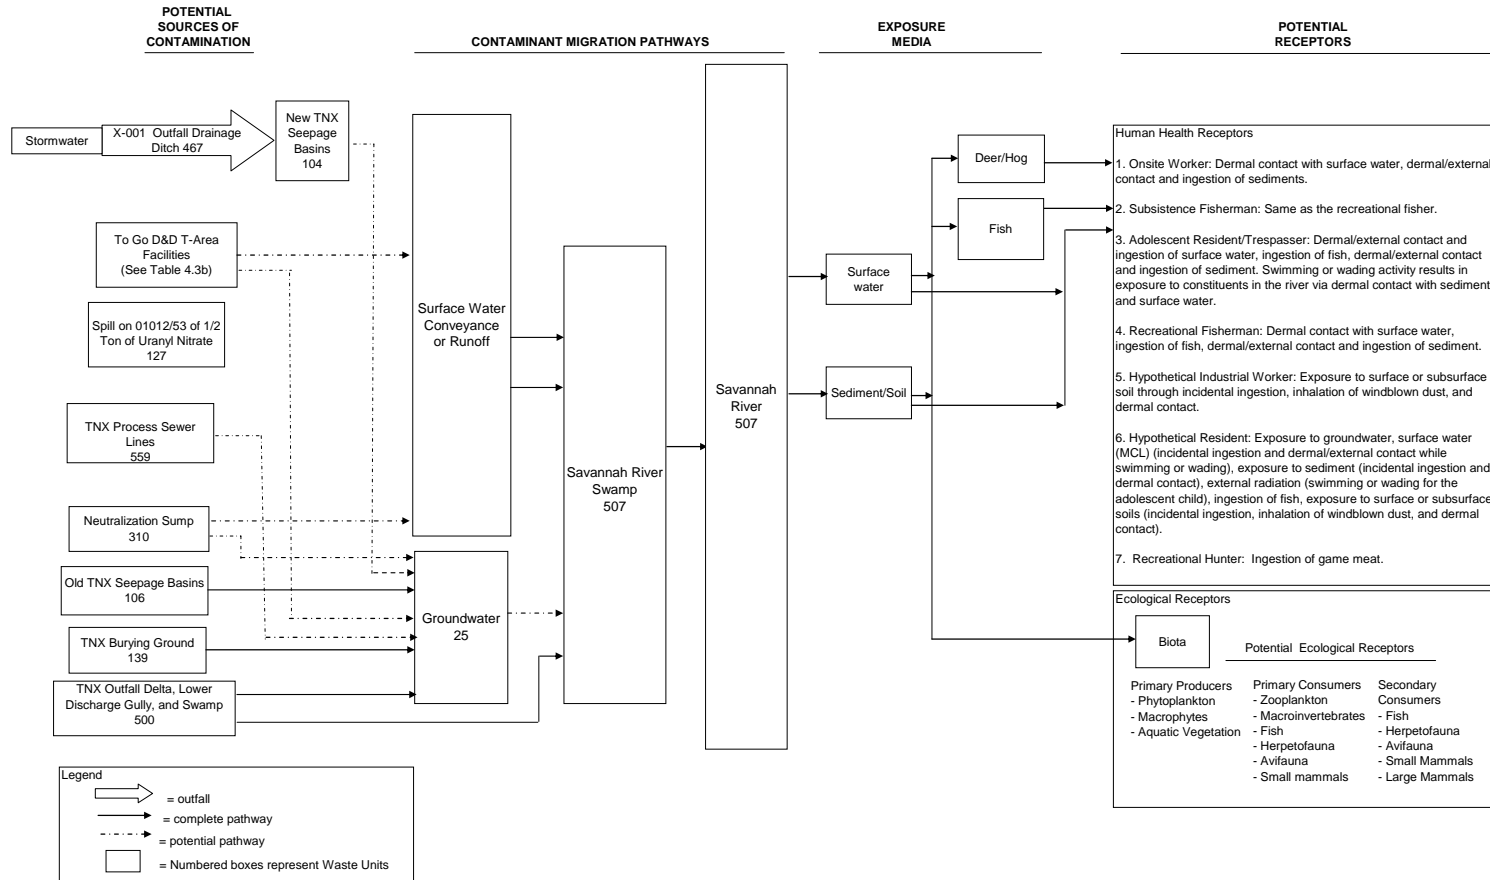 POTENTIAL
SOURCES OF
CONTAMINATION
CONTAMINANT MIGRATION PATHWAYS
EXPOSURE
MEDIA
POTENTIAL
RECEPTORS
Stormwater
X-001 Outfall Drainage
Ditch 467
New TNX
Seepage
Basins
104
To Go D&D T-Area
Facilities
(See Table 4.3b)
Spill on 01012/53 of 1/2
Ton of Uranyl Nitrate
127
TNX Process Sewer
Lines
559
Neutralization Sump
310
Old TNX Seepage Basins
106
TNX Burying Ground
139
TNX Outfall Delta, Lower
Discharge Gully, and Swamp
500
Surface Water
Conveyance
or Runoff
Groundwater
25
Savannah River
Swamp
507
Savannah
River
507
Surface
water
Sediment/Soil
Deer/Hog
Fish
Human Health Receptors
1. Onsite Worker: Dermal contact with surface water, dermal/external
contact and ingestion of sediments.
2. Subsistence Fisherman: Same as the recreational fisher.
3. Adolescent Resident/Trespasser: Dermal/external contact and
ingestion of surface water, ingestion of fish, dermal/external contact
and ingestion of sediment. Swimming or wading activity results in
exposure to constituents in the river via dermal contact with sediment
and surface water.
4. Recreational Fisherman: Dermal contact with surface water,
ingestion of fish, dermal/external contact and ingestion of sediment.
5. Hypothetical Industrial Worker: Exposure to surface or subsurface
soil through incidental ingestion, inhalation of windblown dust, and
dermal contact.
6. Hypothetical Resident: Exposure to groundwater, surface water
(MCL) (incidental ingestion and dermal/external contact while
swimming or wading), exposure to sediment (incidental ingestion and
dermal contact), external radiation (swimming or wading for the
adolescent child), ingestion of fish, exposure to surface or subsurface
soils (incidental ingestion, inhalation of windblown dust, and dermal
contact).
7. Recreational Hunter: Ingestion of game meat.
Ecological Receptors
Biota
Potential Ecological Receptors
Primary Producers
- Phytoplankton
- Macrophytes
- Aquatic Vegetation
Primary Consumers
- Zooplankton
- Macroinvertebrates
- Fish
- Herpetofauna
- Avifauna
- Small mammals
Secondary
Consumers
- Fish
- Herpetofauna
- Avifauna
- Small Mammals
- Large Mammals
Legend
= outfall
= complete pathway
= potential pathway
= Numbered boxes represent Waste Units